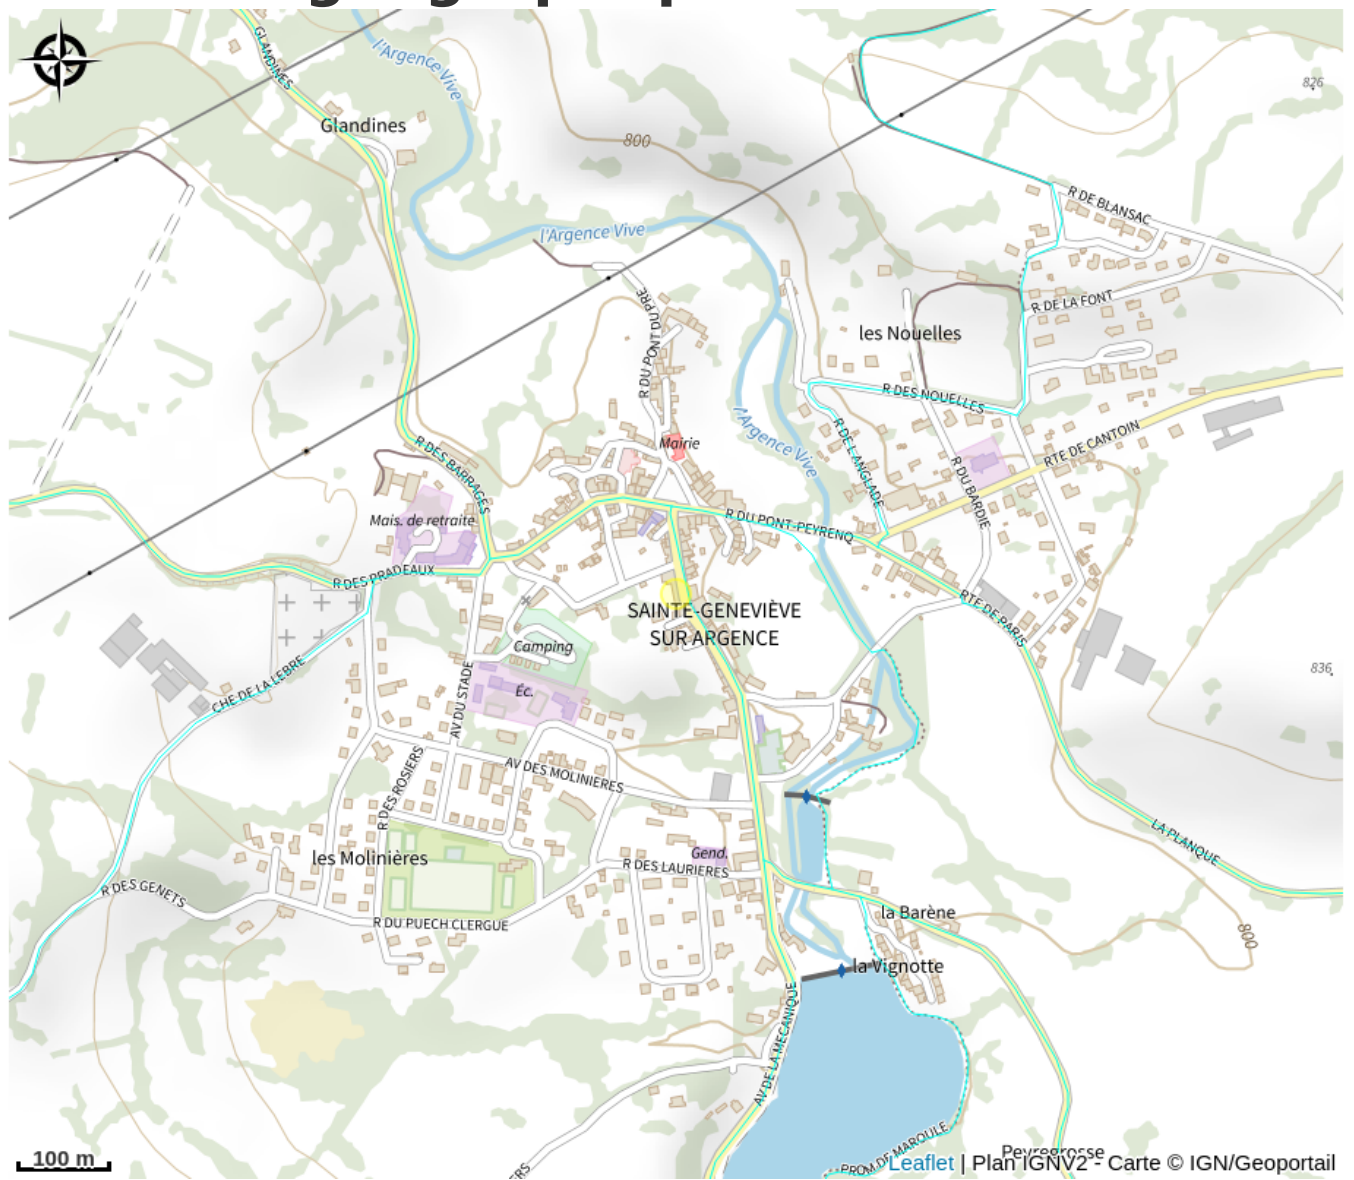 GLANDINES
l'Argence Vive
826
Glandines
800
R DE BLANSAC
l'Argence Vive
R DU PONT DU PRE
R DE LA FONT
les Nouelles
R DES NOUELLES
l'Argence Vive
R DE L'ANGLADE
Mairie
R DES BARRAGES
RTE DE CANTOIN
R DU BARDIE
Mais. de retraite
R DU PONT-PEYRENQ
R DES PRADEAUX
RTE DE PARIS
SAINTE-GENEVIÈVE
SUR ARGENCE
Camping
836
CHE DE LA LEBRE
AV DU STADE
Éc.
AV DES MOLINIERES
R DES ROSIERS
LA PLANQUE
les Molinières
Gend.
R DES LAURIERES
R DES GENETS
R DU PUECH CLERGUE
la Barène
800
la Vignotte
AV DE LA MECANIQUE
PROM DE MAROULE
Peyregrosse
100 m
ERS
Leaflet | Plan IGNV2 - Carte © IGN/Geoportail